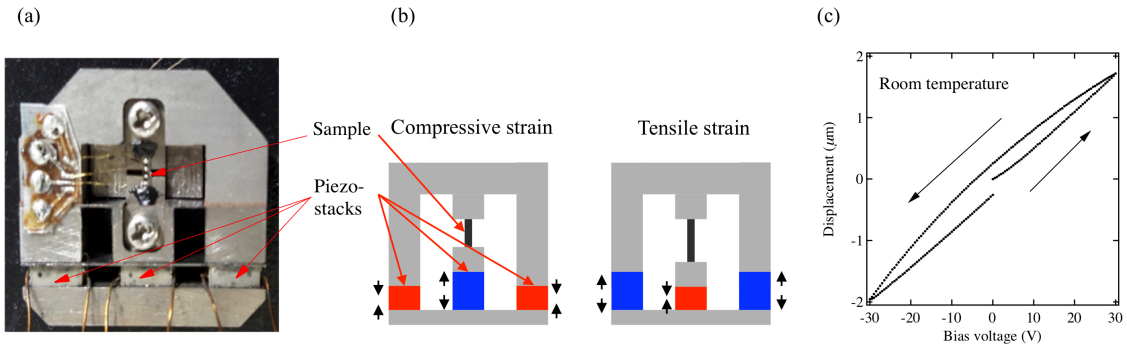 (a)
(b)
(c)
Sample
Piezo-
stacks
Compressive strain
Tensile strain
Room temperature
Displacement (μm)
2
1
0
-1
-2
-30
-20
-10
0
10
20
30
Bias voltage (V)